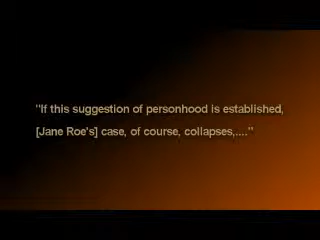 "If this suggestion of personhood is established,
[Jane Roe's] case, of course, collapses,...."